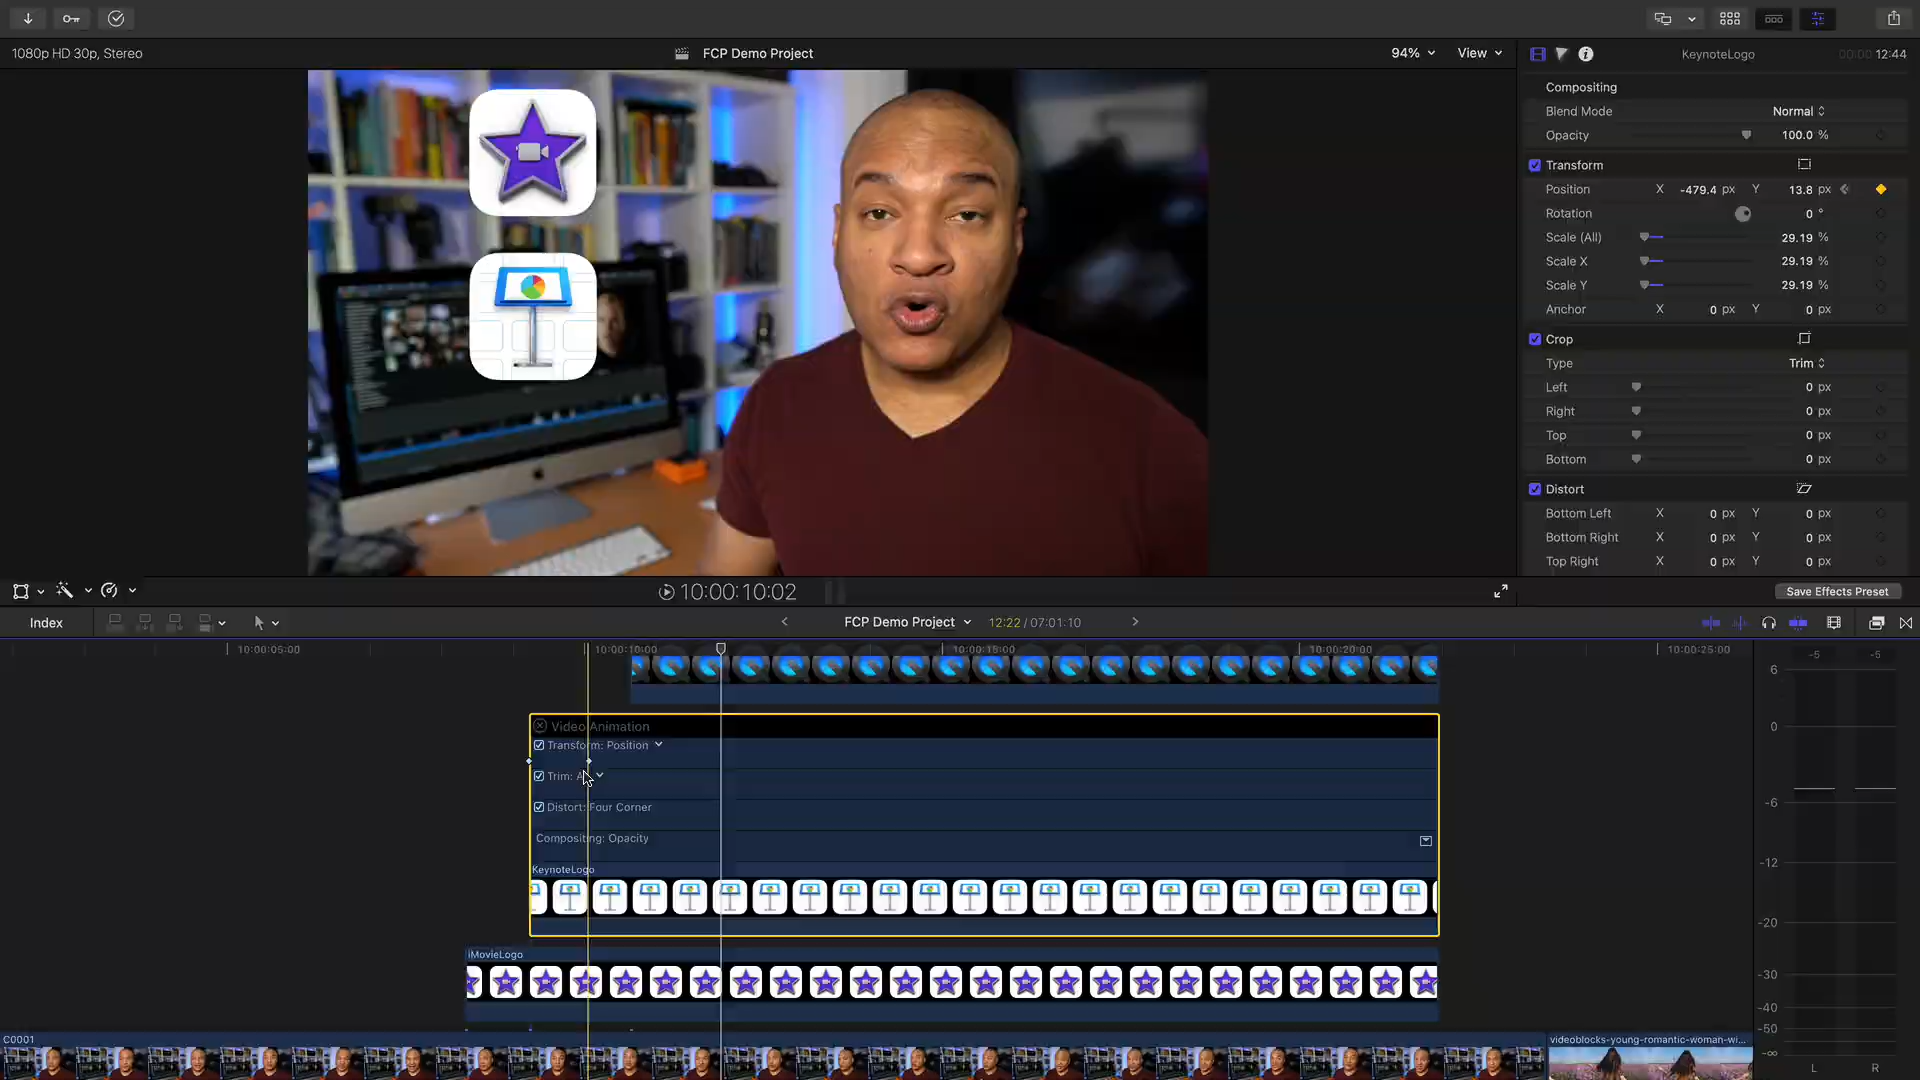 1080p HD 30p, Stereo
FCP Demo Project
94%
View
KeynoteLogo
00:00 12:44
Compositing
Blend Mode Normal
Opacity 100.0 %
Transform
Position X -479.4 px Y 13.8 px
Rotation 0 °
Scale (All) 29.19 %
Scale X 29.19 %
Scale Y 29.19 %
Anchor X 0 px Y 0 px
Crop
Type Trim
Left 0 px
Right 0 px
Top 0 px
Bottom 0 px
Distort
Bottom Left X 0 px Y 0 px
Bottom Right X 0 px Y 0 px
Top Right X 0 px Y 0 px
10:00:10:02
Save Effects Preset
Index
FCP Demo Project
12:22 / 07:01:10
10:00:05:00
10:00:10:00
10:00:15:00
10:00:20:00
10:00:25:00
-5 -5
6
0
-6
-12
-20
-30
-40
-50
-∞
L R
Video Animation
Transform: Position
Trim:
Distort: Four Corner
Compositing: Opacity
KeynoteLogo
iMovieLogo
C0001
videoblocks-young-romantic-woman-wi...